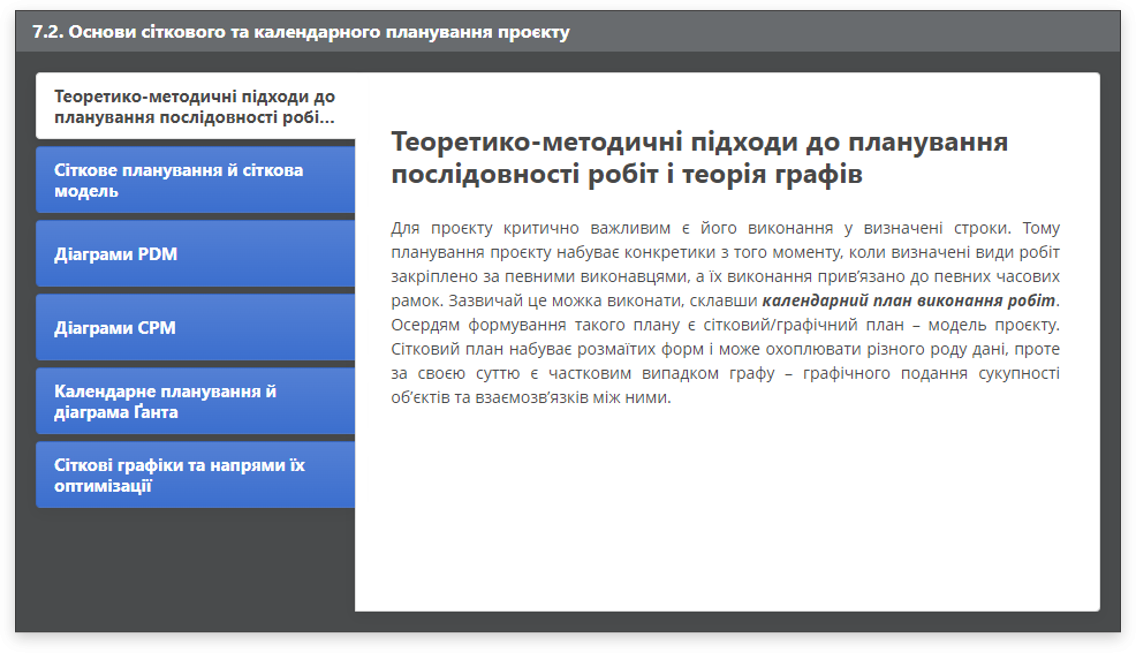 7.2. Основи сіткового та календарного планування проєкту
Теоретико-методичні підходи до
планування послідовності робі...
Сіткове планування й сіткова
модель
Діаграми PDM
Діаграми CPM
Календарне планування й
діаграма Ґанта
Сіткові графіки та напрями їх
оптимізації
Теоретико-методичні підходи до планування
послідовності робіт і теорія графів
Для проєкту критично важливим є його виконання у визначені строки. Тому
планування проєкту набуває конкретики з того моменту, коли визначені види робіт
закріплено за певними виконавцями, а їх виконання прив’язано до певних часових
рамок. Зазвичай це можка виконати, склавши календарний план виконання робіт.
Осердям формування такого плану є сітковий/графічний план – модель проєкту.
Сітковий план набуває розмаїтих форм і може охоплювати різного роду дані, проте
за своєю суттю є частковим випадком графу – графічного подання сукупності
об’єктів та взаємозв’язків між ними.